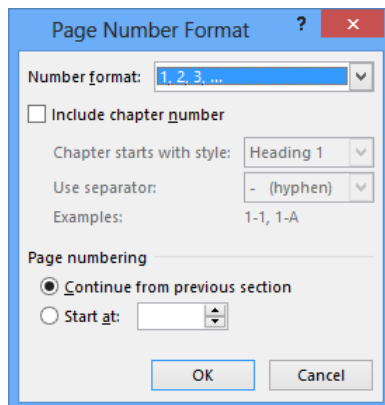 Page Number Format ? ×
Number format: 1, 2, 3, ...
Include chapter number
Chapter starts with style: Heading 1
Use separator: - (hyphen)
Examples: 1-1, 1-A
Page numbering
Continue from previous section
Start at:
OK Cancel